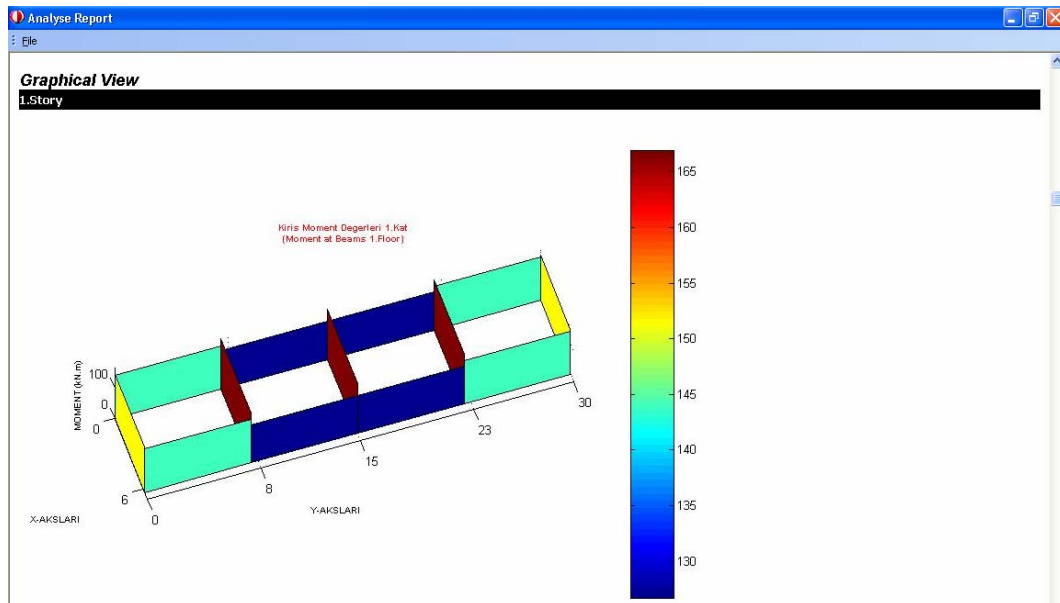 Analyse Report
File
Graphical View
1.Story
Kiris Moment Degerleri 1.Kat
(Moment at Beams 1.Floor)
165
160
155
150
145
140
135
130
MOMENT (kN.m)
100
0
0
6
X-AKSLARI
0
8
15
23
30
Y-AKSLARI